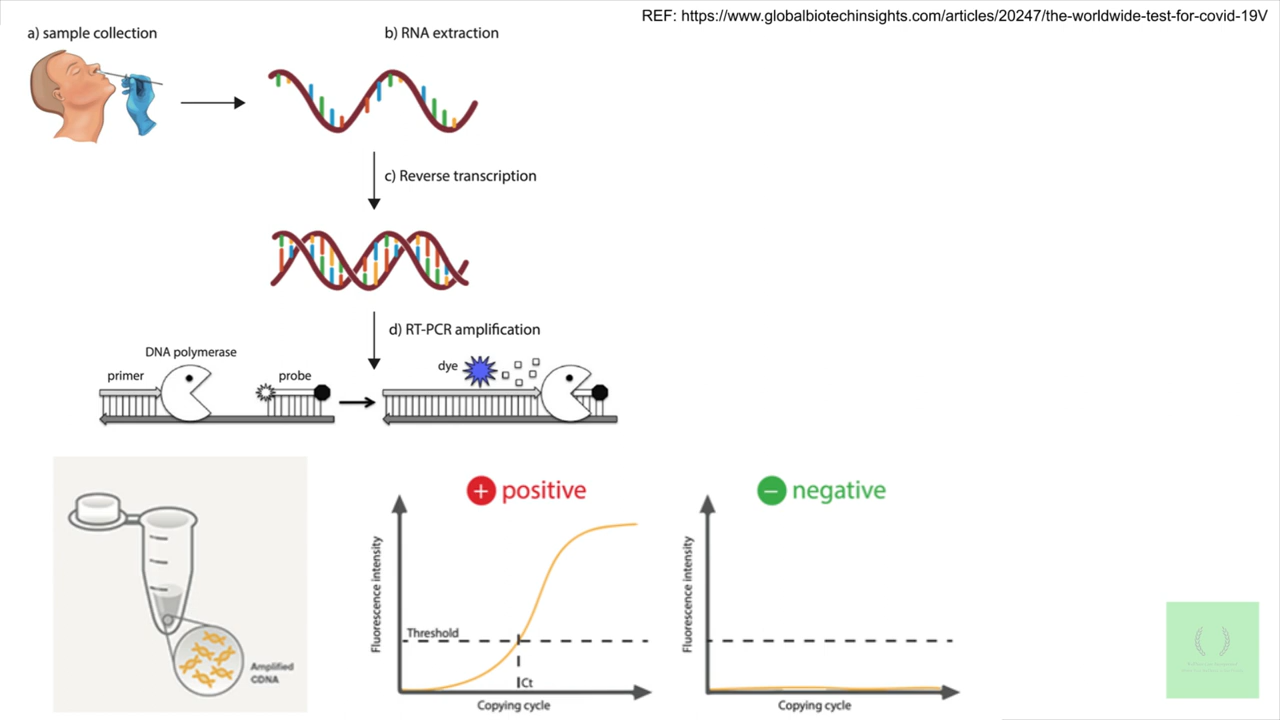 REF: https://www.globalbiotechinsights.com/articles/20247/the-worldwide-test-for-covid-19V
a) sample collection
b) RNA extraction
c) Reverse transcription
d) RT-PCR amplification
DNA polymerase
primer
probe
dye
Amplified
CDNA
+ positive
Fluorescence intensity
Threshold
Ct
Copying cycle
− negative
Fluorescence intensity
Copying cycle